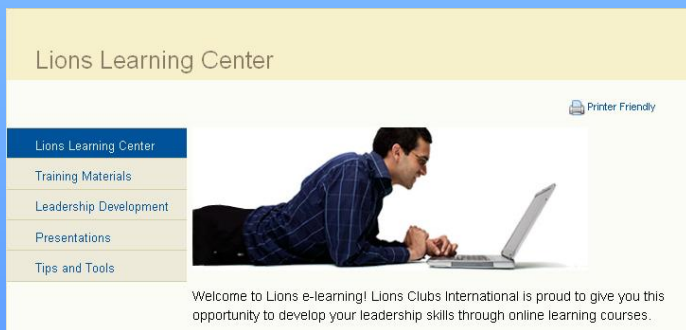 Lions Learning Center
Printer Friendly
Lions Learning Center
Training Materials
Leadership Development
Presentations
Tips and Tools
Welcome to Lions e-learning! Lions Clubs International is proud to give you this
opportunity to develop your leadership skills through online learning courses.